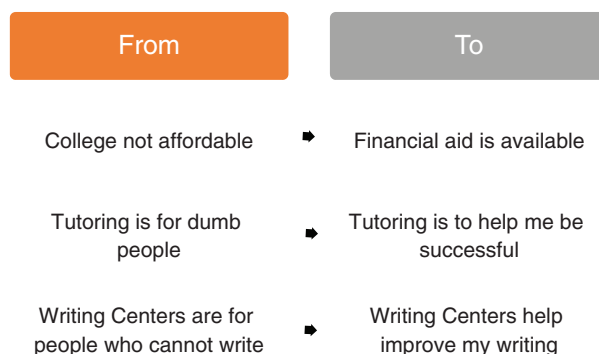 From
To
College not affordable
Financial aid is available
Tutoring is for dumb
people
Tutoring is to help me be
successful
Writing Centers are for
people who cannot write
Writing Centers help
improve my writing